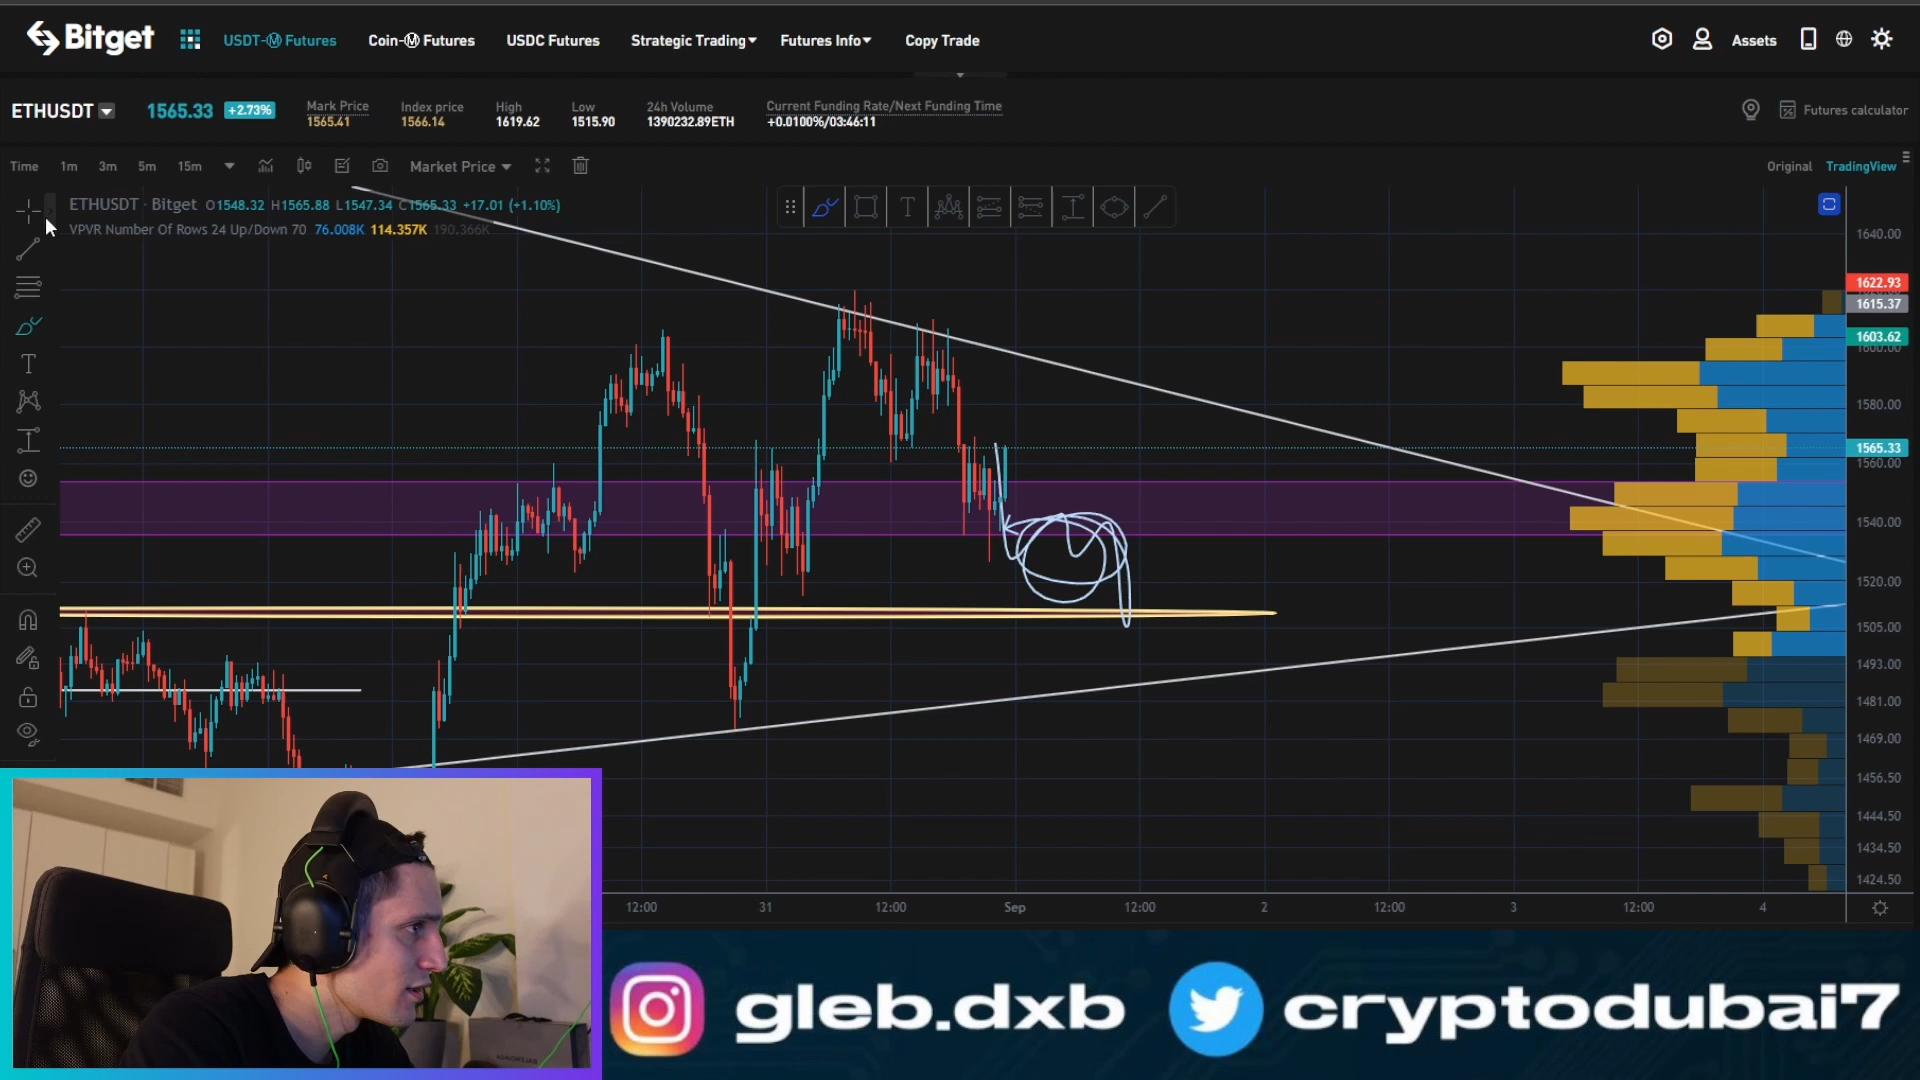 Bitget
USDT-Ⓜ Futures
Coin-Ⓜ Futures
USDC Futures
Strategic Trading
Futures Info
Copy Trade
Assets
ETHUSDT
1565.33
+2.73%
Mark Price
1565.41
Index price
1566.14
High
1619.62
Low
1515.90
24h Volume
1390232.89ETH
Current Funding Rate/Next Funding Time
+0.0100%/03:46:11
Futures calculator
Time 1m 3m 5m 15m
Market Price
Original
TradingView
ETHUSDT · Bitget O1548.32 H1565.88 L1547.34 C1565.33 +17.01 (+1.10%)
VPVR Number Of Rows 24 Up/Down 70 76.008K 114.357K 190.366K
1640.00
1622.93
1615.37
1603.62
1600.00
1580.00
1565.33
1560.00
1540.00
1520.00
1505.00
1493.00
1481.00
1469.00
1456.50
1444.50
1434.50
1424.50
12:00 31 12:00 Sep 12:00 2 12:00 3 12:00 4
gleb.dxb
cryptodubai7